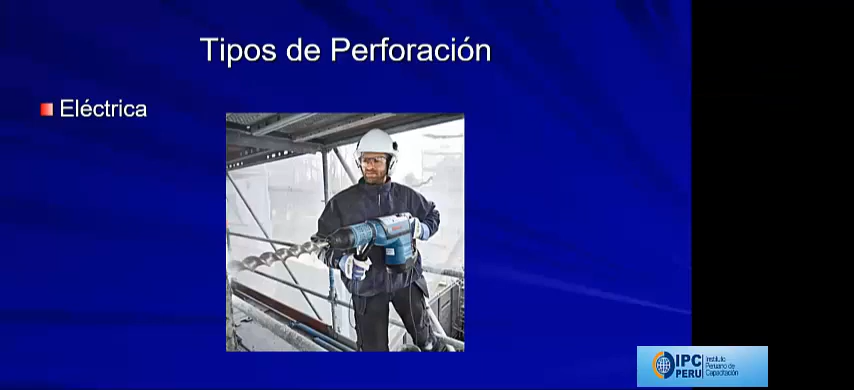 Tipos de Perforación
Eléctrica
IPC
PERU
Instituto
Peruano de
Capacitación